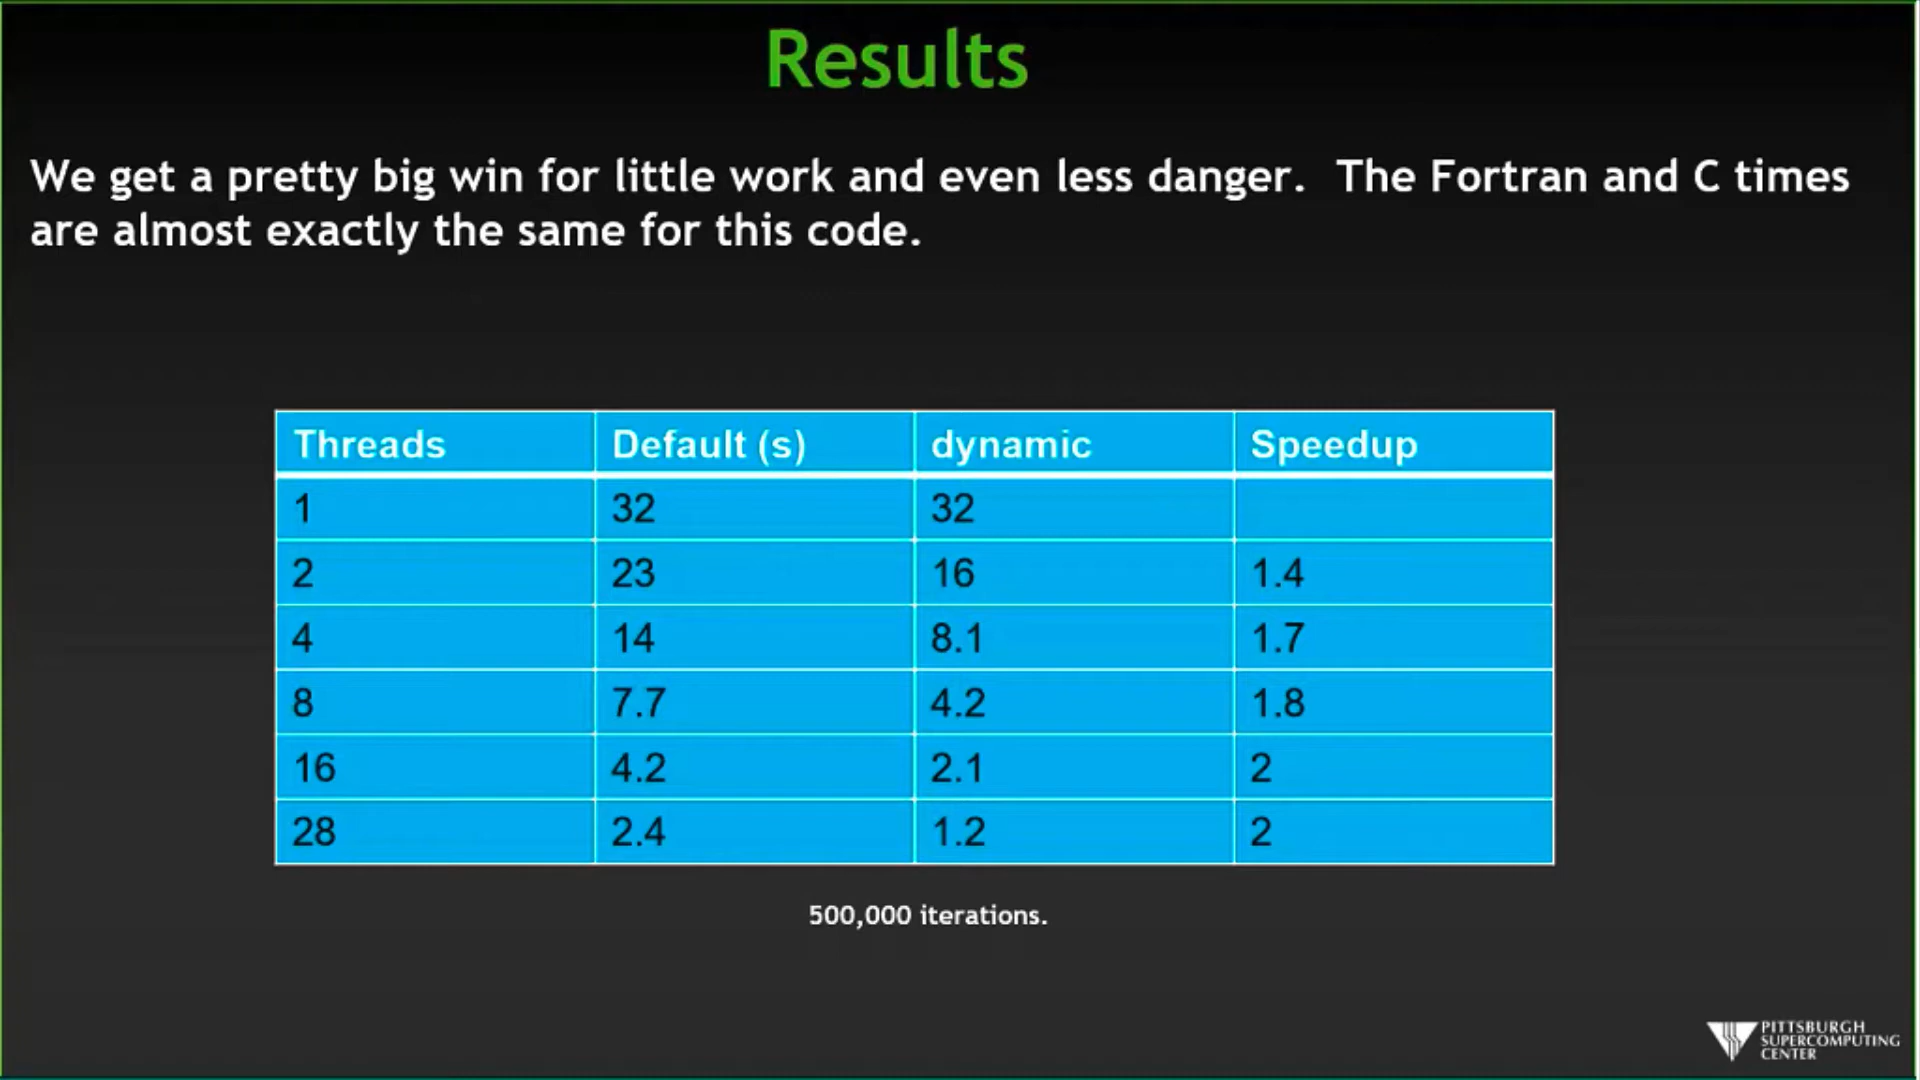 Results
We get a pretty big win for little work and even less danger. The Fortran and C times
are almost exactly the same for this code.
Threads Default (s) dynamic Speedup
1 32 32
2 23 16 1.4
4 14 8.1 1.7
8 7.7 4.2 1.8
16 4.2 2.1 2
28 2.4 1.2 2
500,000 iterations.
PITTSBURGH
SUPERCOMPUTING
CENTER